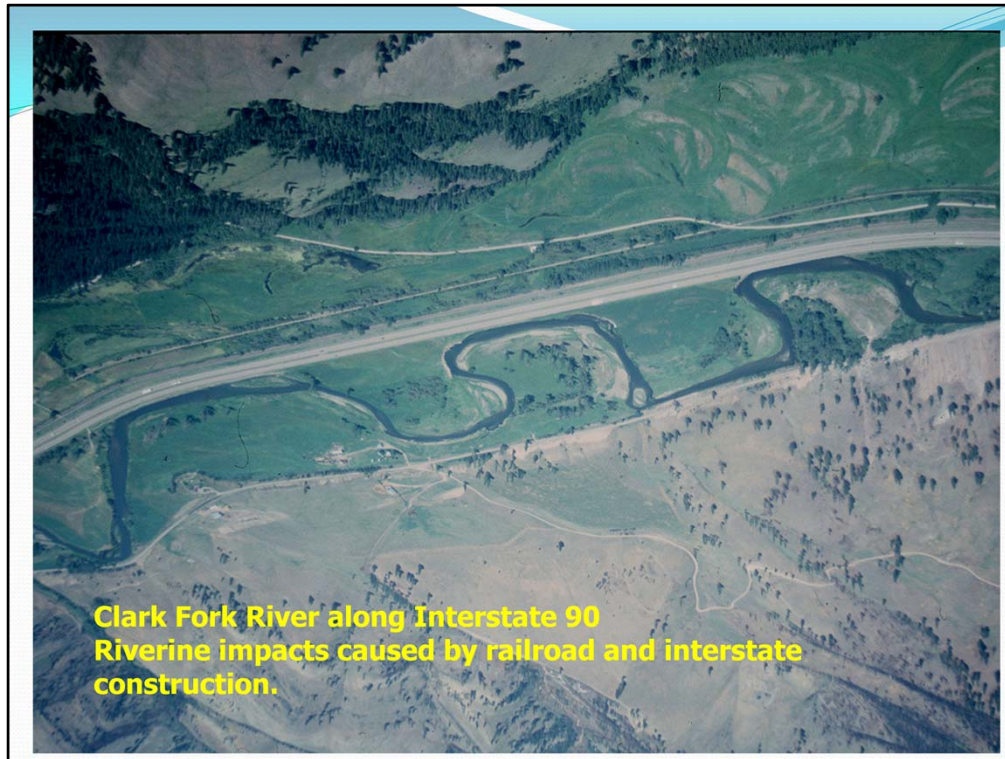 Clark Fork River along Interstate 90
Riverine impacts caused by railroad and interstate
construction.